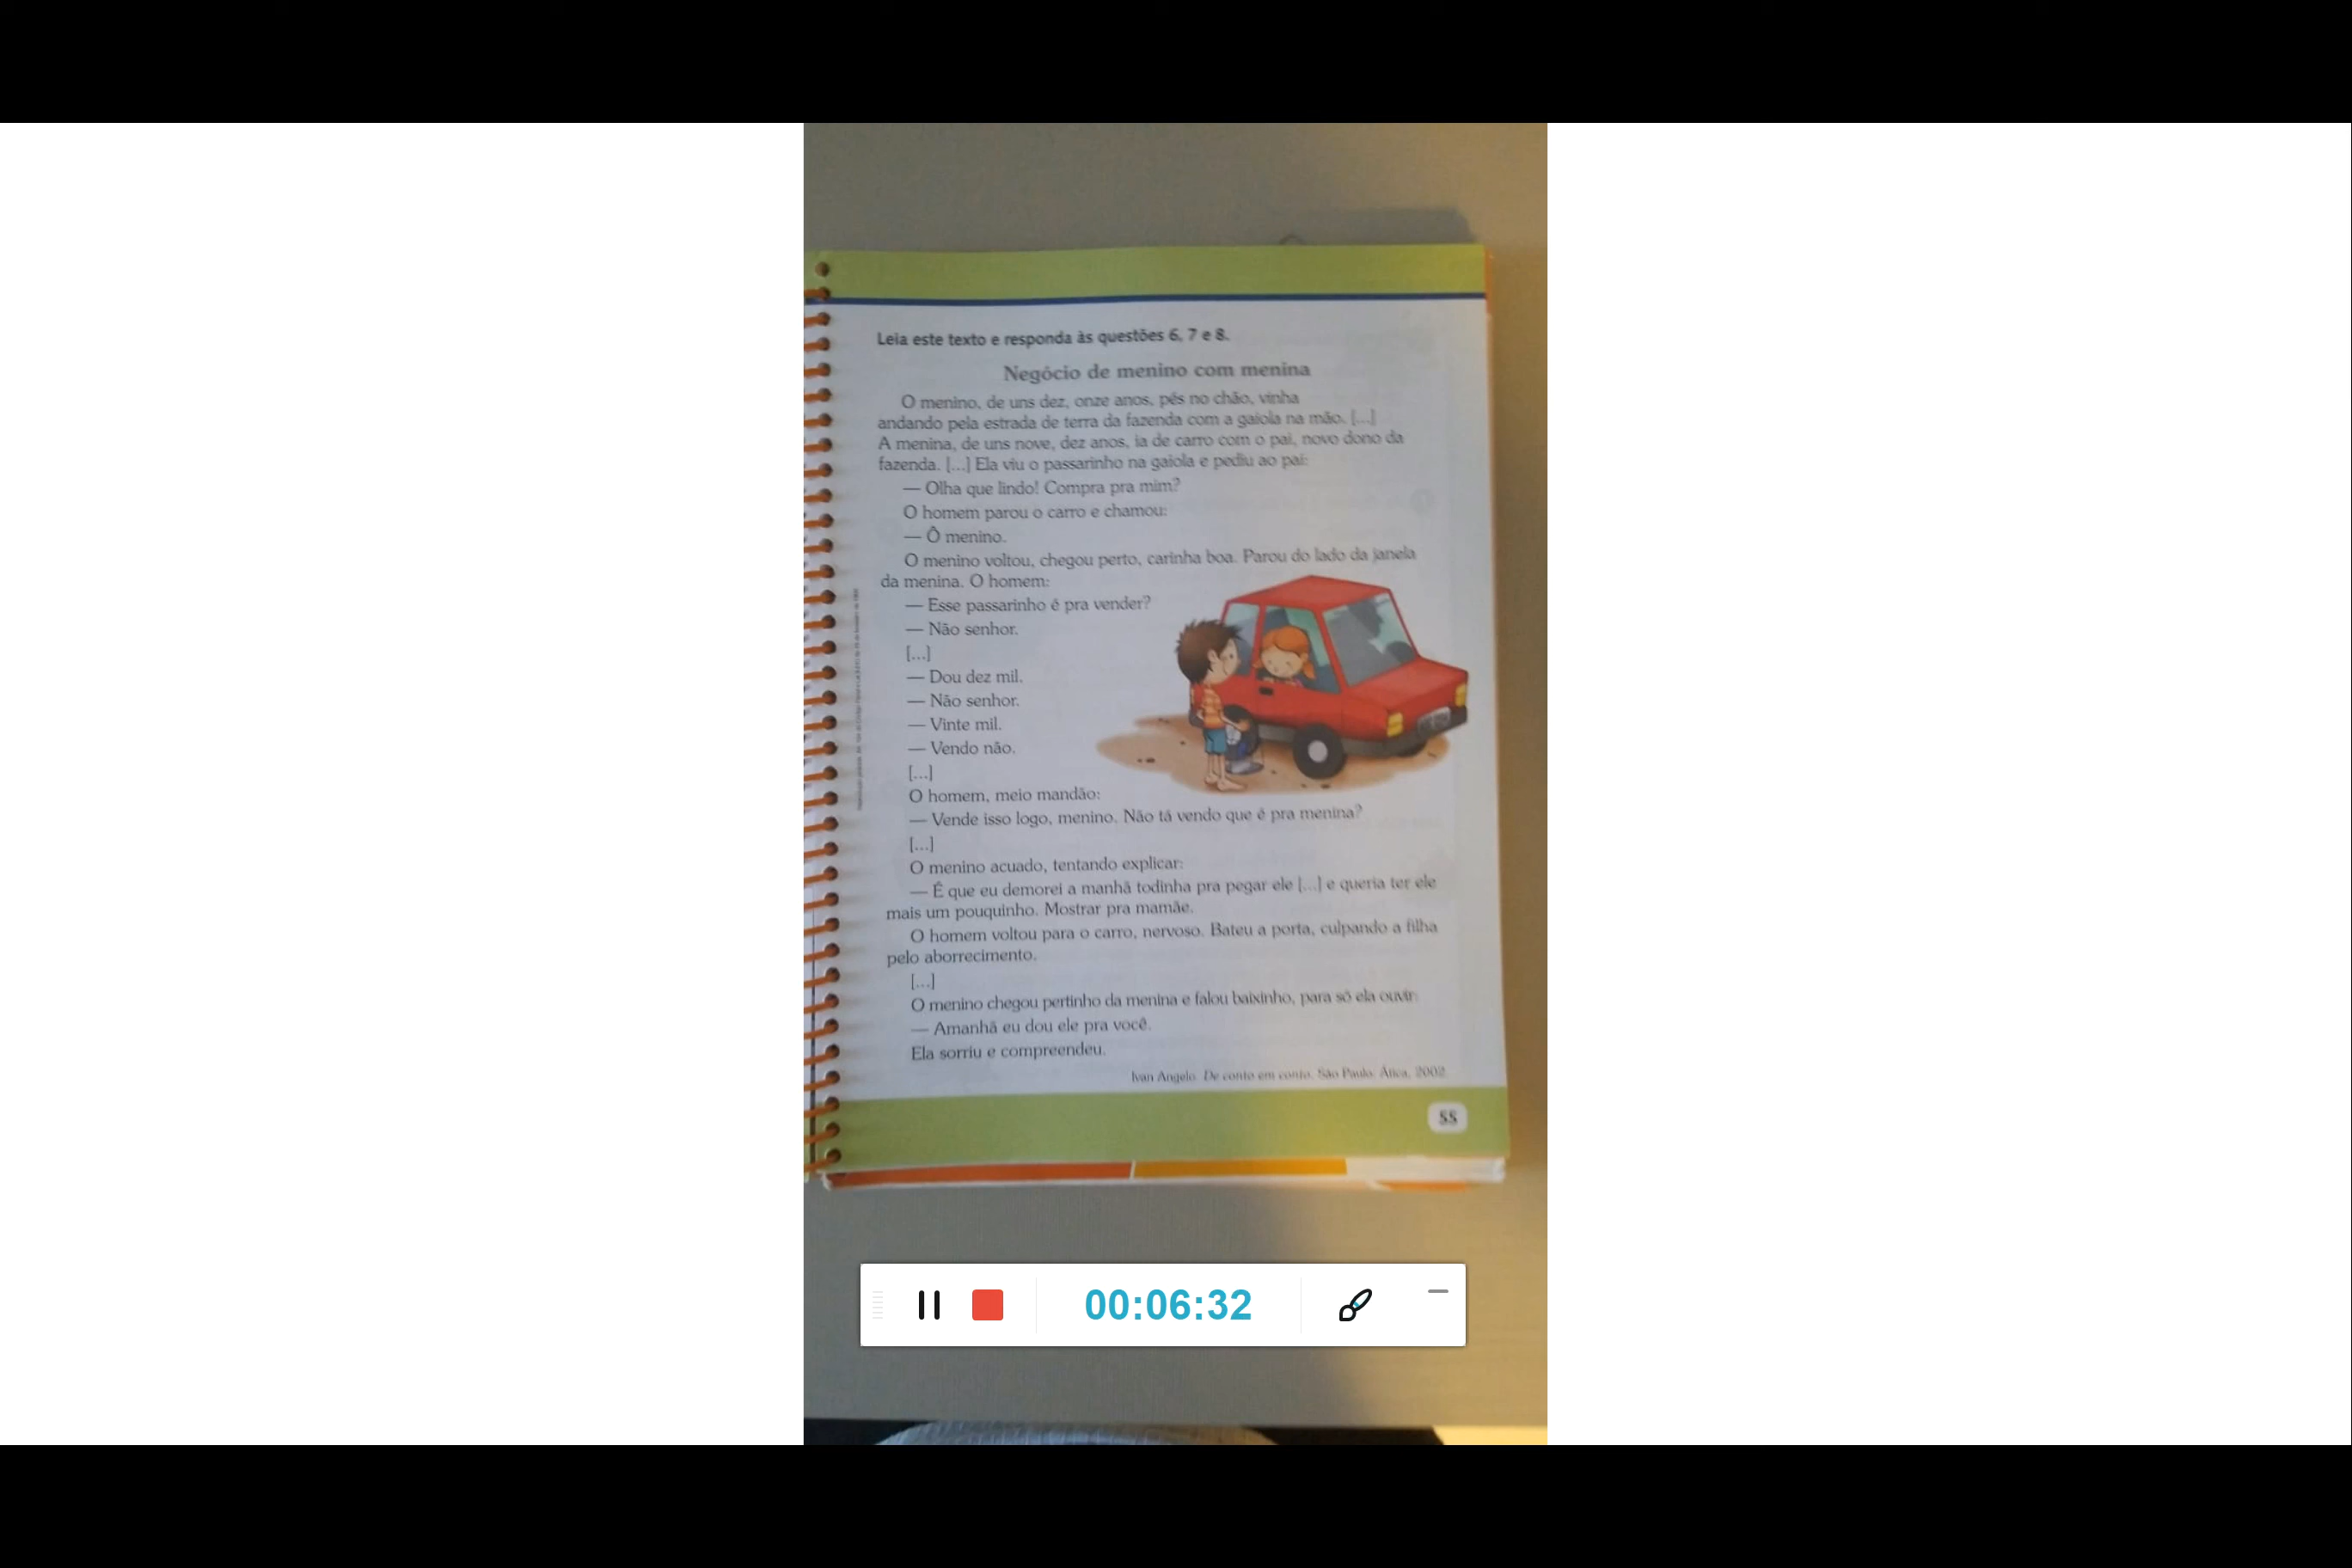 Leia este texto e responda às questões 6, 7 e 8.
Negócio de menino com menina
O menino, de uns dez, onze anos, pés no chão, vinha
andando pela estrada de terra da fazenda com a gaiola na mão. [...]
A menina, de uns nove, dez anos, ia de carro com o pai, novo dono da
fazenda. [...] Ela viu o passarinho na gaiola e pediu ao pai:
— Olha que lindo! Compra pra mim?
O homem parou o carro e chamou:
— Ô menino.
O menino voltou, chegou perto, carinha boa. Parou do lado da janela
da menina. O homem:
— Esse passarinho é pra vender?
— Não senhor.
[...]
— Dou dez mil.
— Não senhor.
— Vinte mil.
— Vendo não.
[...]
O homem, meio mandão:
— Vende isso logo, menino. Não tá vendo que é pra menina?
[...]
O menino acuado, tentando explicar:
— É que eu demorei a manhã todinha pra pegar ele [...] e queria ter ele
mais um pouquinho. Mostrar pra mamãe.
O homem voltou para o carro, nervoso. Bateu a porta, culpando a filha
pelo aborrecimento.
[...]
O menino chegou pertinho da menina e falou baixinho, para só ela ouvir:
— Amanhã eu dou ele pra você.
Ela sorriu e compreendeu.
Ivan Angelo. De conto em conto. São Paulo: Ática, 2002.
55
00:06:32